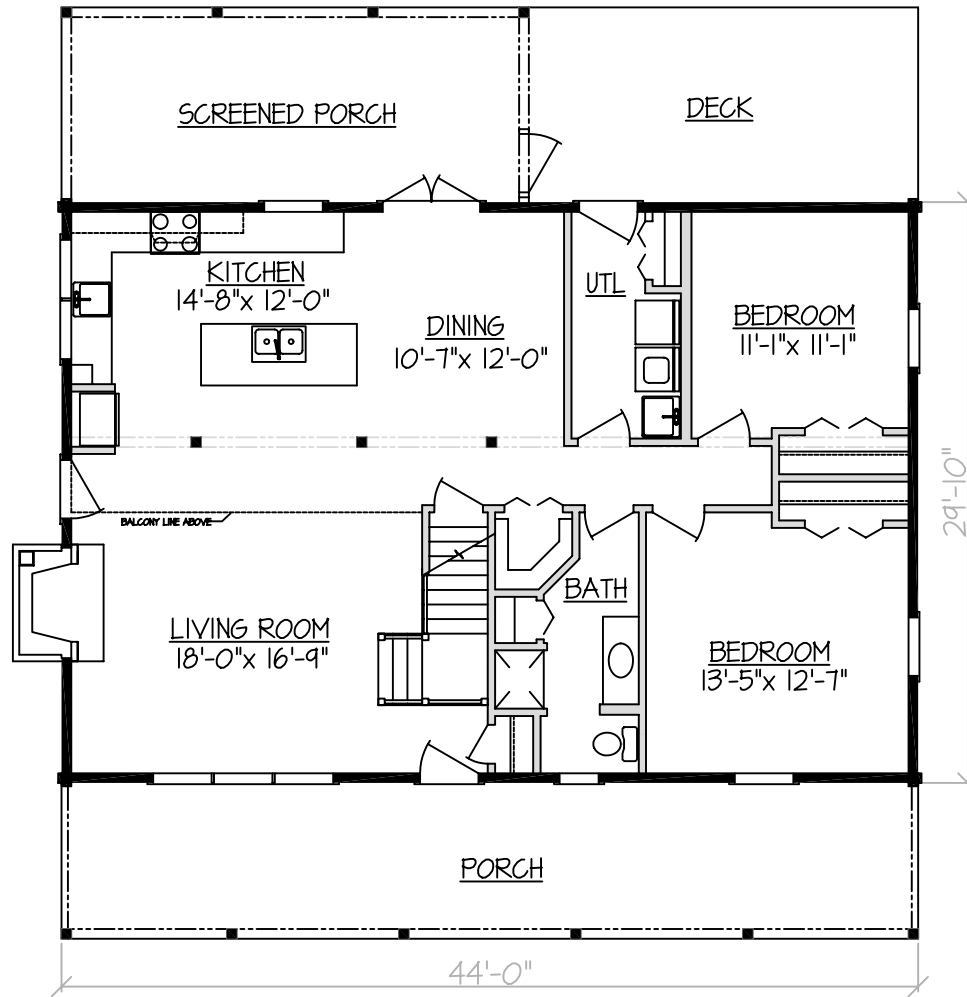 SCREENED PORCH
DECK
KITCHEN
14'-8"x 12'-0"
UTL
DINING
10'-7"x 12'-0"
BEDROOM
11'-1"x 11'-1"
29'-10"
BALCONY LINE ABOVE
BATH
LIVING ROOM
18'-0"x 16'-9"
BEDROOM
13'-5"x 12'-7"
PORCH
44'-0"